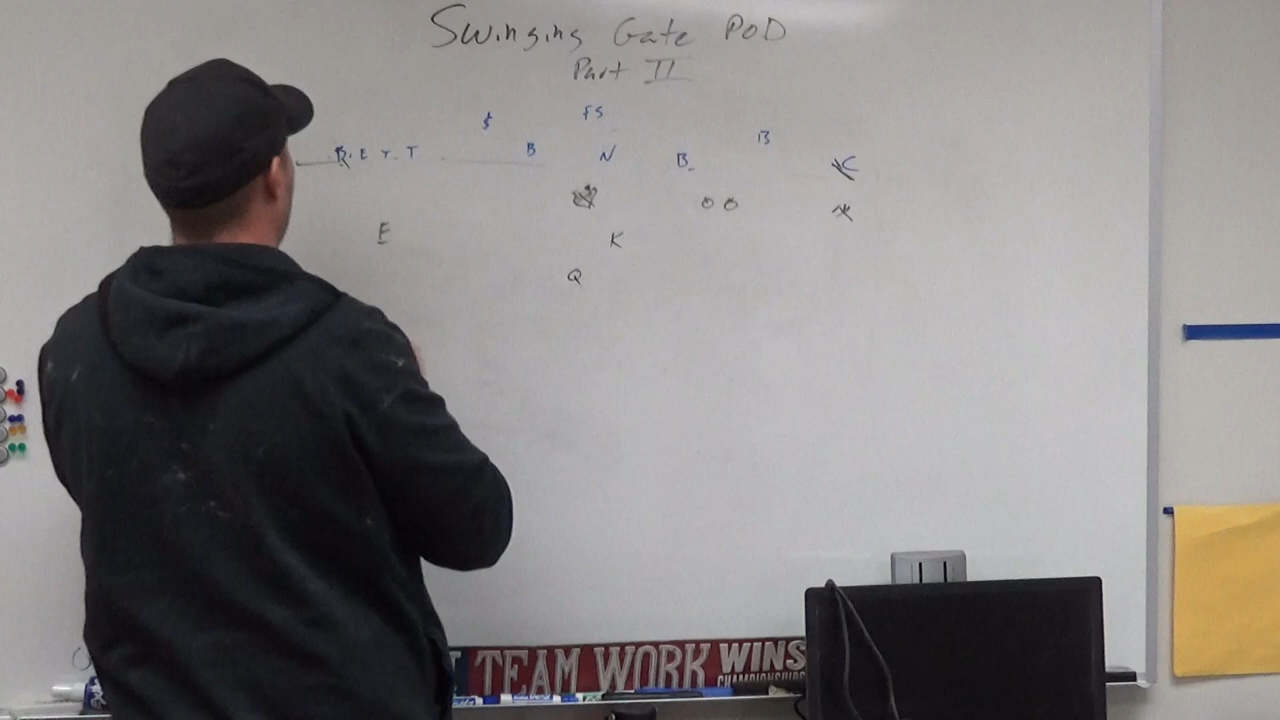 Swinging Gate POD
Part II
FS
$
B
B E T T B N B C
O O
E K
Q
TEAM WORK WINS
CHAMPIONSHIPS